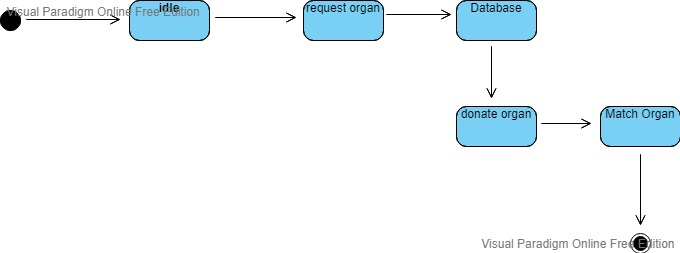 Visual Paradigm Online Free Edition
idle
request organ
Database
donate organ
Match Organ
Visual Paradigm Online Free Edition